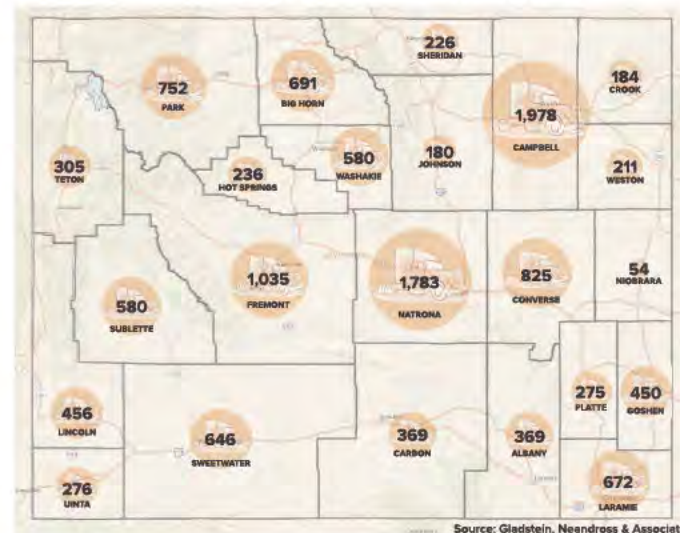 226
SHERIDAN
752
PARK
691
BIG HORN
1,978
CAMPBELL
184
CROOK
305
TETON
236
HOT SPRINGS
580
WASHAKIE
180
JOHNSON
211
WESTON
580
SUBLETTE
1,035
FREMONT
1,783
NATRONA
825
CONVERSE
54
NIOBRARA
456
LINCOLN
646
SWEETWATER
369
CARBON
369
ALBANY
275
PLATTE
450
GOSHEN
276
UINTA
672
LARAMIE
Source: Gladstein, Neandross & Associat